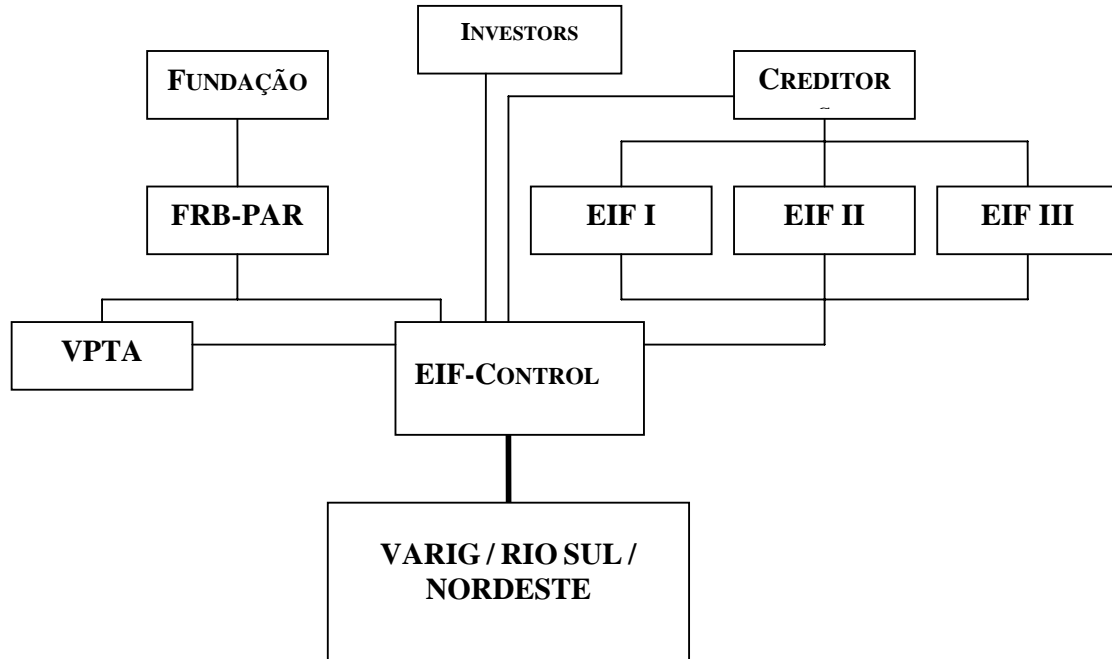 INVESTORS
FUNDAÇÃO
CREDITOR
FRB-PAR
EIF I
EIF II
EIF III
VPTA
EIF-CONTROL
VARIG / RIO SUL /
NORDESTE